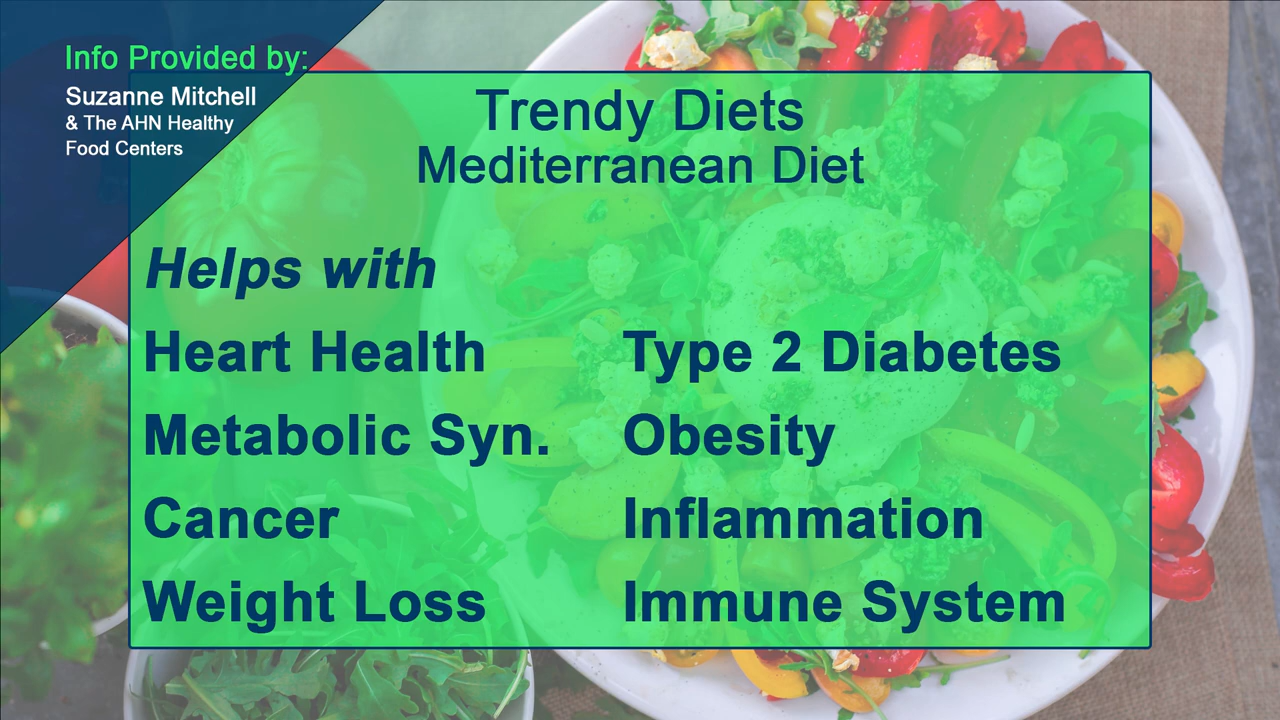 Info Provided by:
Suzanne Mitchell
& The AHN Healthy
Food Centers
Trendy Diets
Mediterranean Diet
Helps with
Heart Health
Type 2 Diabetes
Metabolic Syn.
Obesity
Cancer
Inflammation
Weight Loss
Immune System